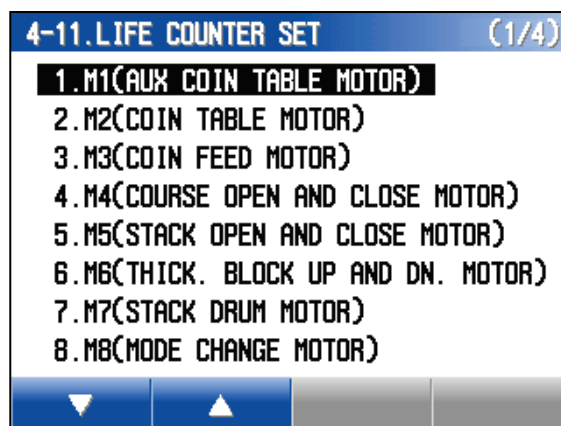 4-11.LIFE COUNTER SET (1/4)
1.M1(AUX COIN TABLE MOTOR)
2.M2(COIN TABLE MOTOR)
3.M3(COIN FEED MOTOR)
4.M4(COURSE OPEN AND CLOSE MOTOR)
5.M5(STACK OPEN AND CLOSE MOTOR)
6.M6(THICK. BLOCK UP AND DN. MOTOR)
7.M7(STACK DRUM MOTOR)
8.M8(MODE CHANGE MOTOR)